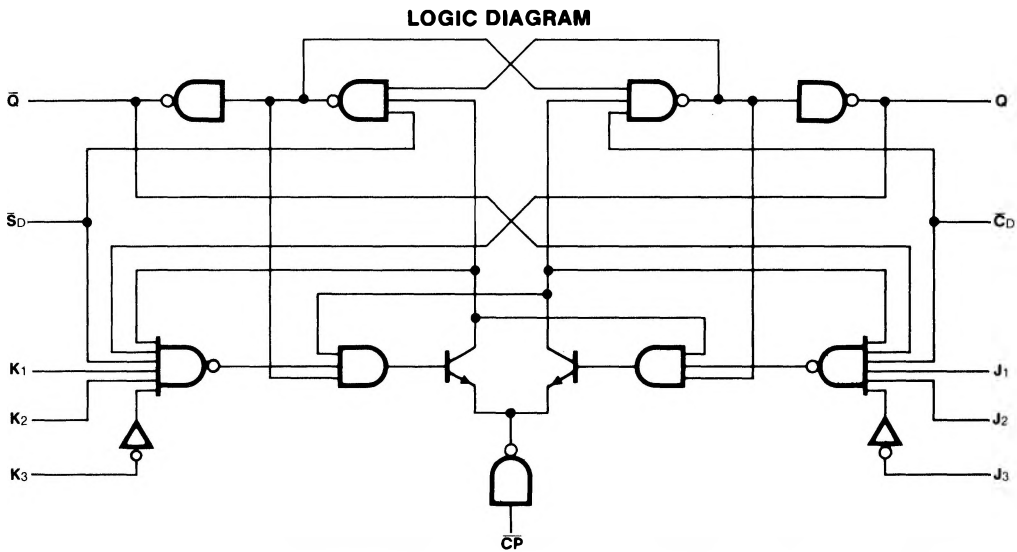 LOGIC DIAGRAM
Q̅
Q
S̅D
C̅D
K1
J1
K2
J2
K3
J3
C̅P̅